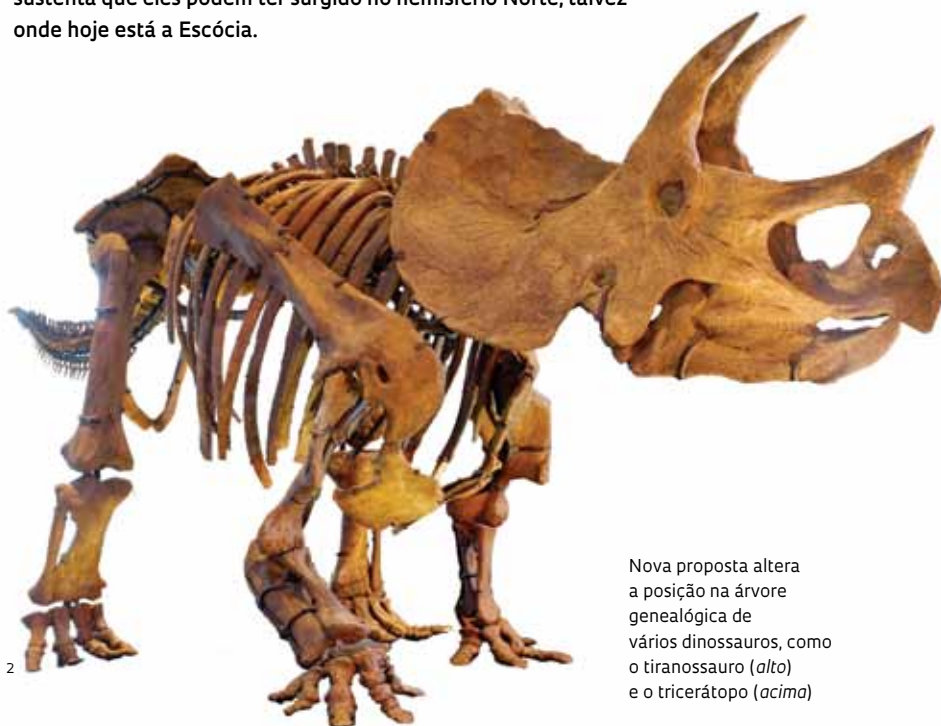 sustenta que eles podem ter surgido no hemisfério Norte, talvez
onde hoje está a Escócia.
Nova proposta altera
a posição na árvore
genealógica de
vários dinossauros, como
o tiranossauro (alto)
e o tricerátopo (acima)
2